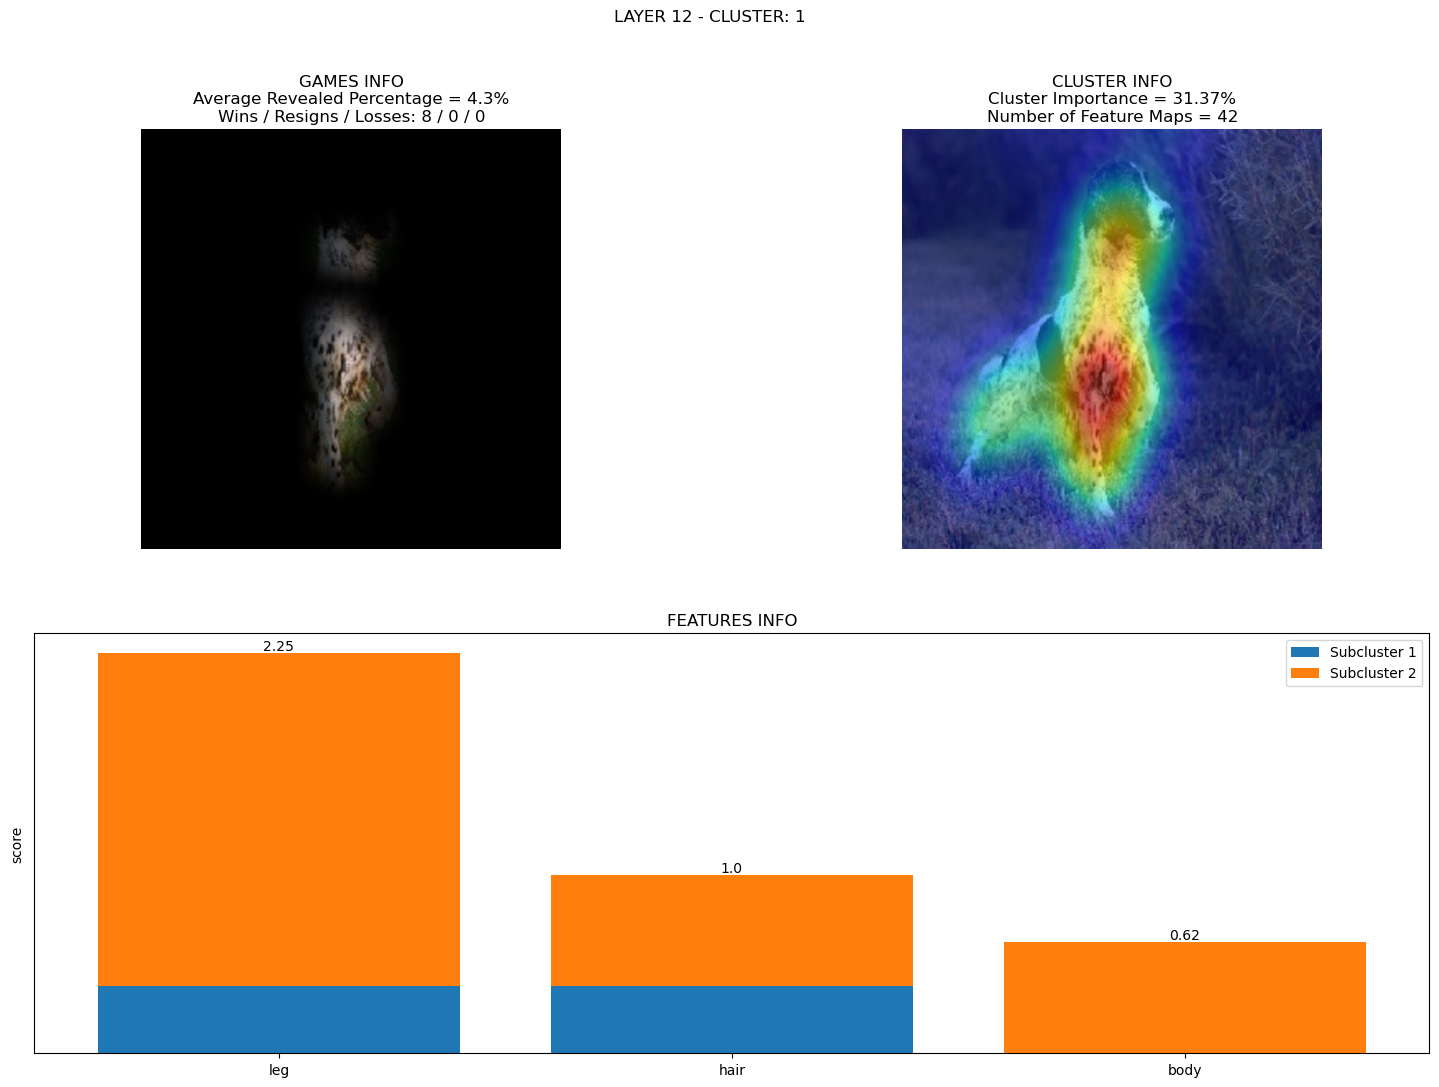 LAYER 12 - CLUSTER: 1
GAMES INFO
Average Revealed Percentage = 4.3%
Wins / Resigns / Losses: 8 / 0 / 0
CLUSTER INFO
Cluster Importance = 31.37%
Number of Feature Maps = 42
FEATURES INFO
Subcluster 1
Subcluster 2
score
2.25
1.0
0.62
leg
hair
body